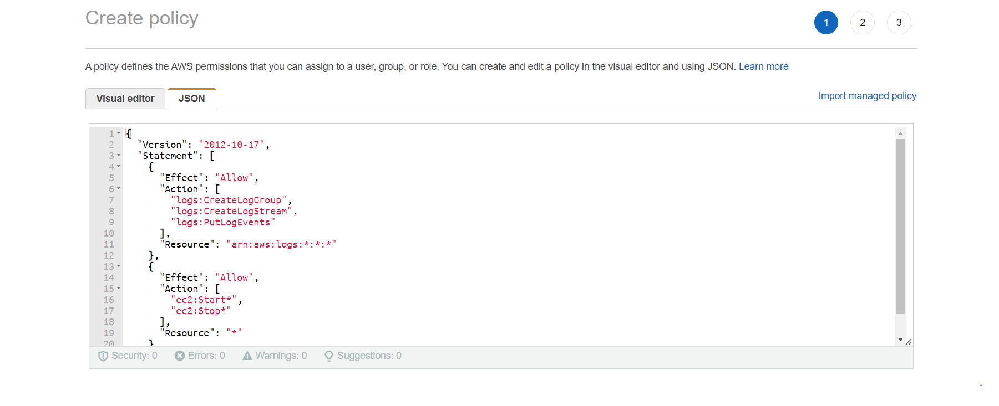 Create policy
1 2 3
A policy defines the AWS permissions that you can assign to a user, group, or role. You can create and edit a policy in the visual editor and using JSON. Learn more
Visual editor JSON
Import managed policy
1 {
2 "Version": "2012-10-17",
3 "Statement": [
4 {
5 "Effect": "Allow",
6 "Action": [
7 "logs:CreateLogGroup",
8 "logs:CreateLogStream",
9 "logs:PutLogEvents"
10 ],
11 "Resource": "arn:aws:logs:*:*:*"
12 },
13 {
14 "Effect": "Allow",
15 "Action": [
16 "ec2:Start*",
17 "ec2:Stop*"
18 ],
19 "Resource": "*"
20 }
Security: 0 Errors: 0 Warnings: 0 Suggestions: 0